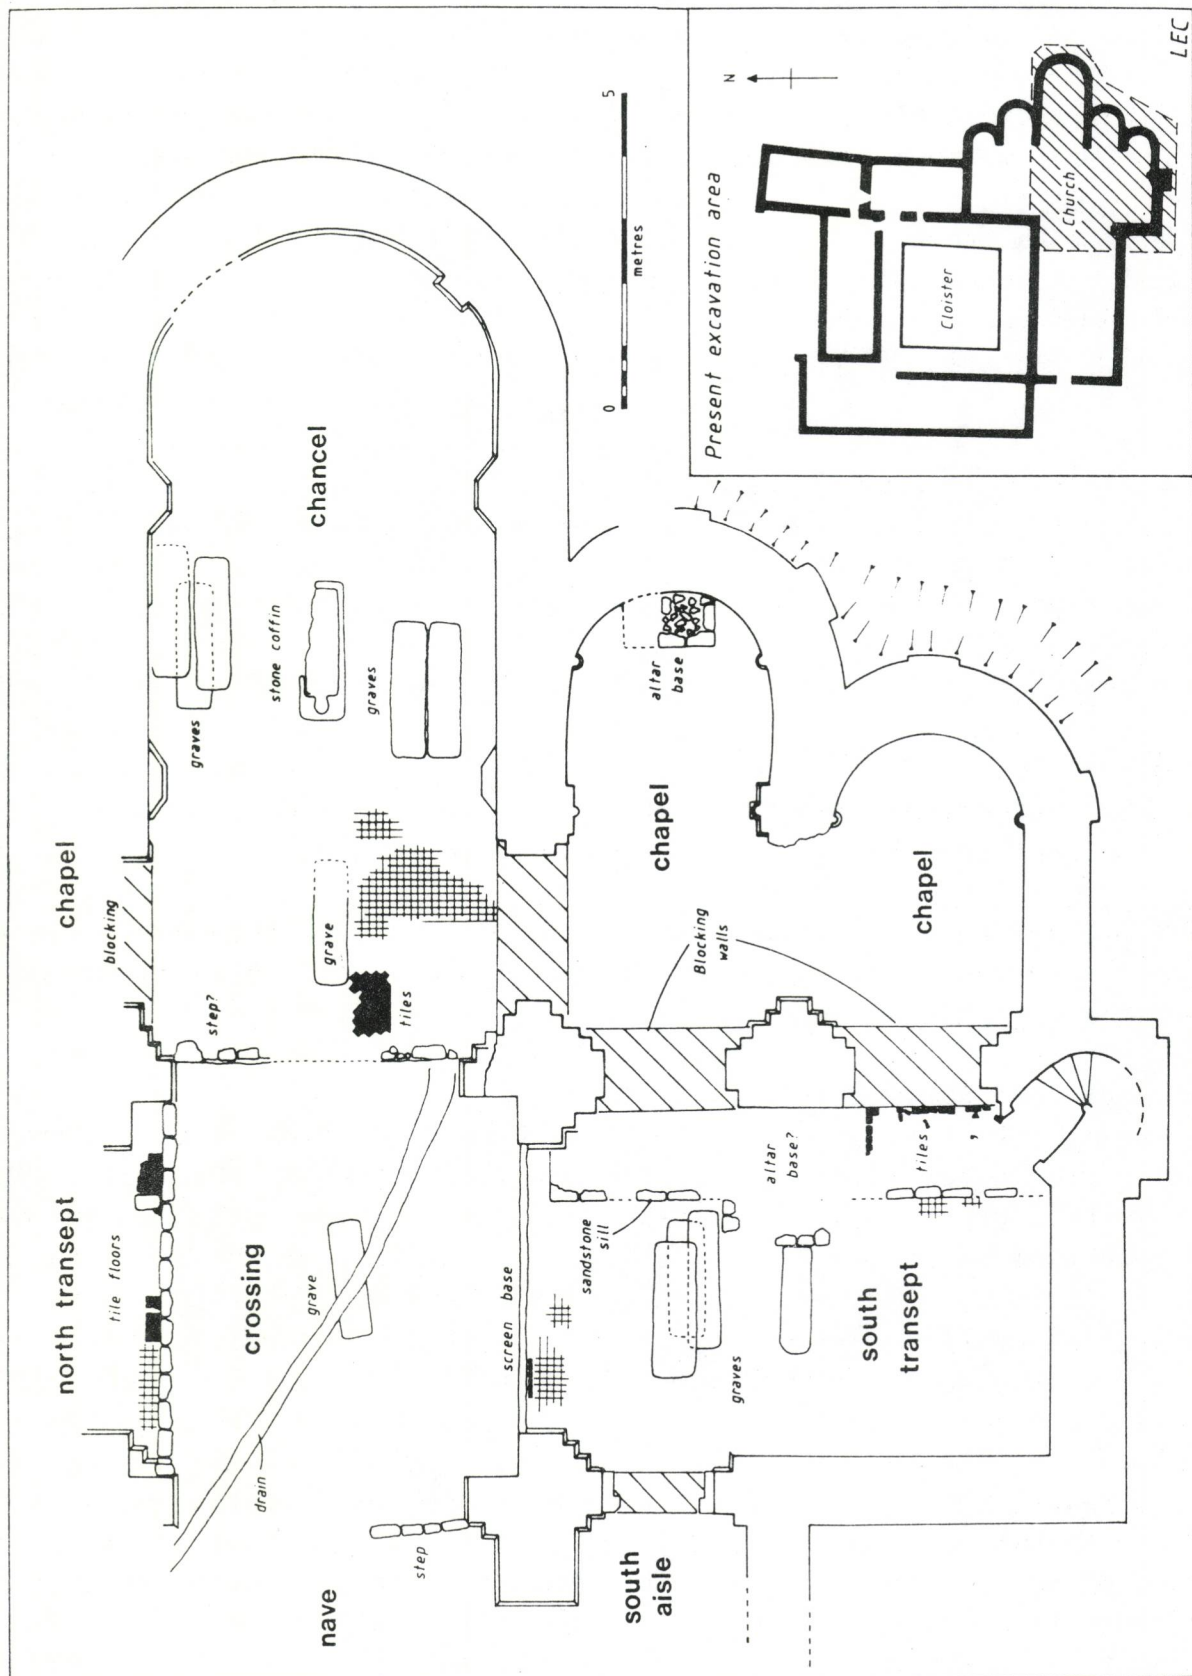 north transept
chapel
tile floors
blocking
step?
graves
crossing
grave
grave
stone coffin
chancel
drain
tiles
graves
nave
step
screen base
sandstone
sill
altar
base
chapel
Blocking
walls
south
aisle
graves
altar
base?
tiles
south
transept
chapel
0
5
metres
Present excavation area
N
Cloister
Church
LEC